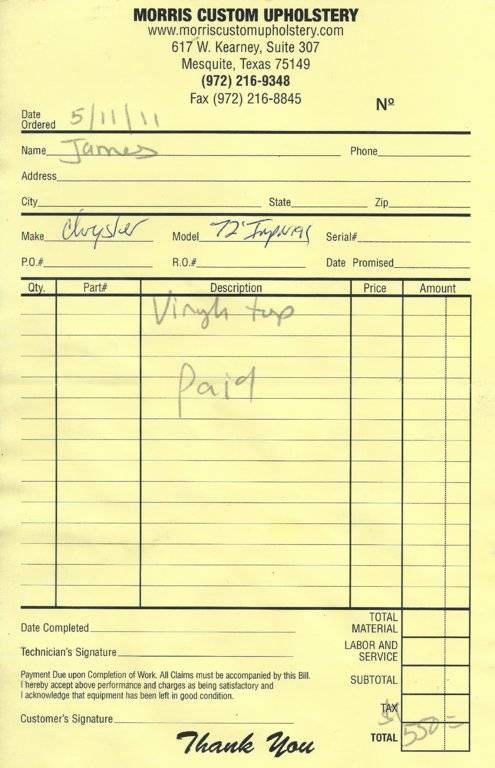 MORRIS CUSTOM UPHOLSTERY
www.morriscustomupholstery.com
617 W. Kearney, Suite 307
Mesquite, Texas 75149
(972) 216-9348
Fax (972) 216-8845
Nº
Date Ordered 5/11/11
Name James Phone
Address
City State Zip
Make Chrysler Model 72' Imperial Serial#
P.O.# R.O.# Date Promised
Qty. Part# Description Price Amount
Vinyl top
Paid
TOTAL MATERIAL
Date Completed
LABOR AND SERVICE
Technician's Signature
Payment Due upon Completion of Work. All Claims must be accompanied by this Bill.
I hereby accept above performance and charges as being satisfactory and
I acknowledge that equipment has been left in good condition.
SUBTOTAL
TAX
Customer's Signature
TOTAL 550=
Thank You